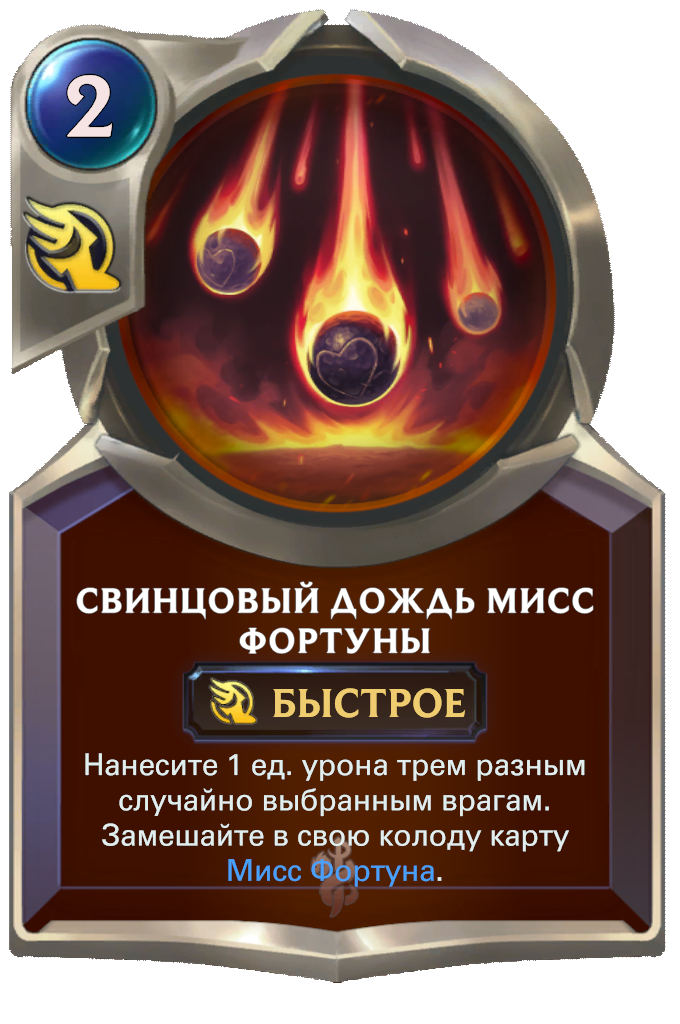 2
СВИНЦОВЫЙ ДОЖДЬ МИСС
ФОРТУНЫ
БЫСТРОЕ
Нанесите 1 ед. урона трем разным
случайно выбранным врагам.
Замешайте в свою колоду карту
Мисс Фортуна.